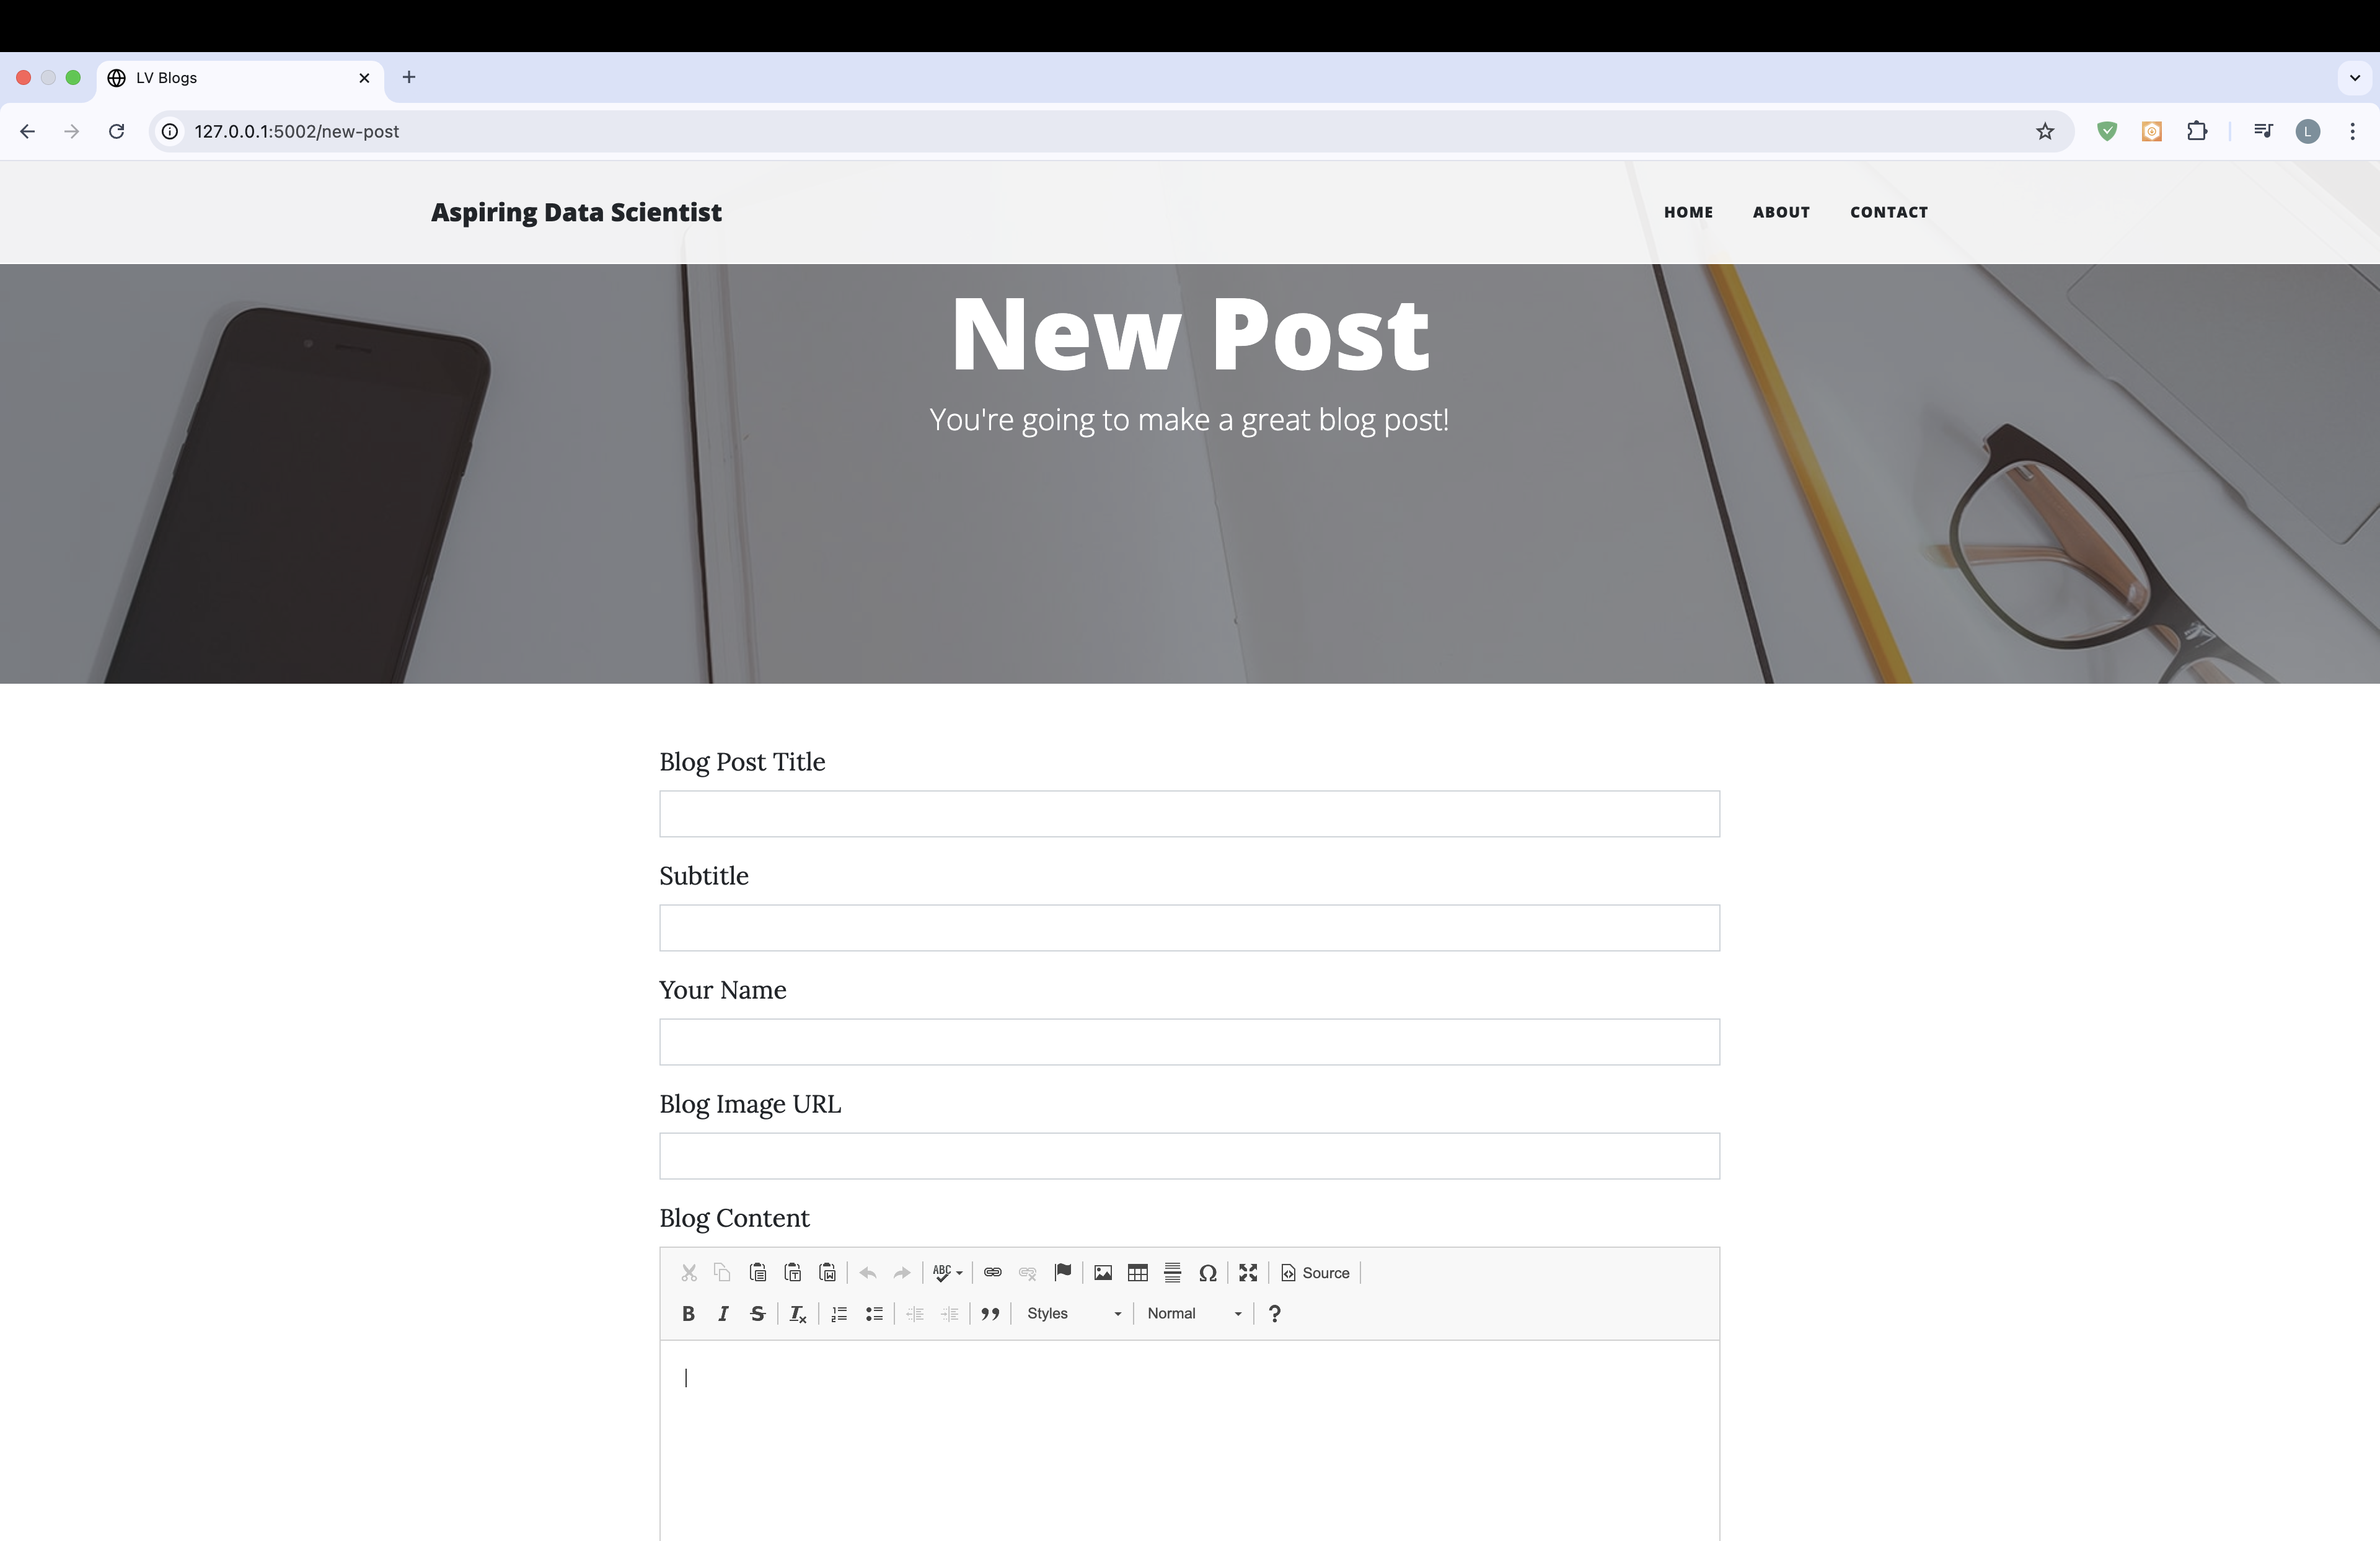 LV Blogs
127.0.0.1:5002/new-post
L
Aspiring Data Scientist
HOME ABOUT CONTACT
New Post
You're going to make a great blog post!
Blog Post Title
Subtitle
Your Name
Blog Image URL
Blog Content
ABC Ω Source
B I S Tx Styles Normal ?